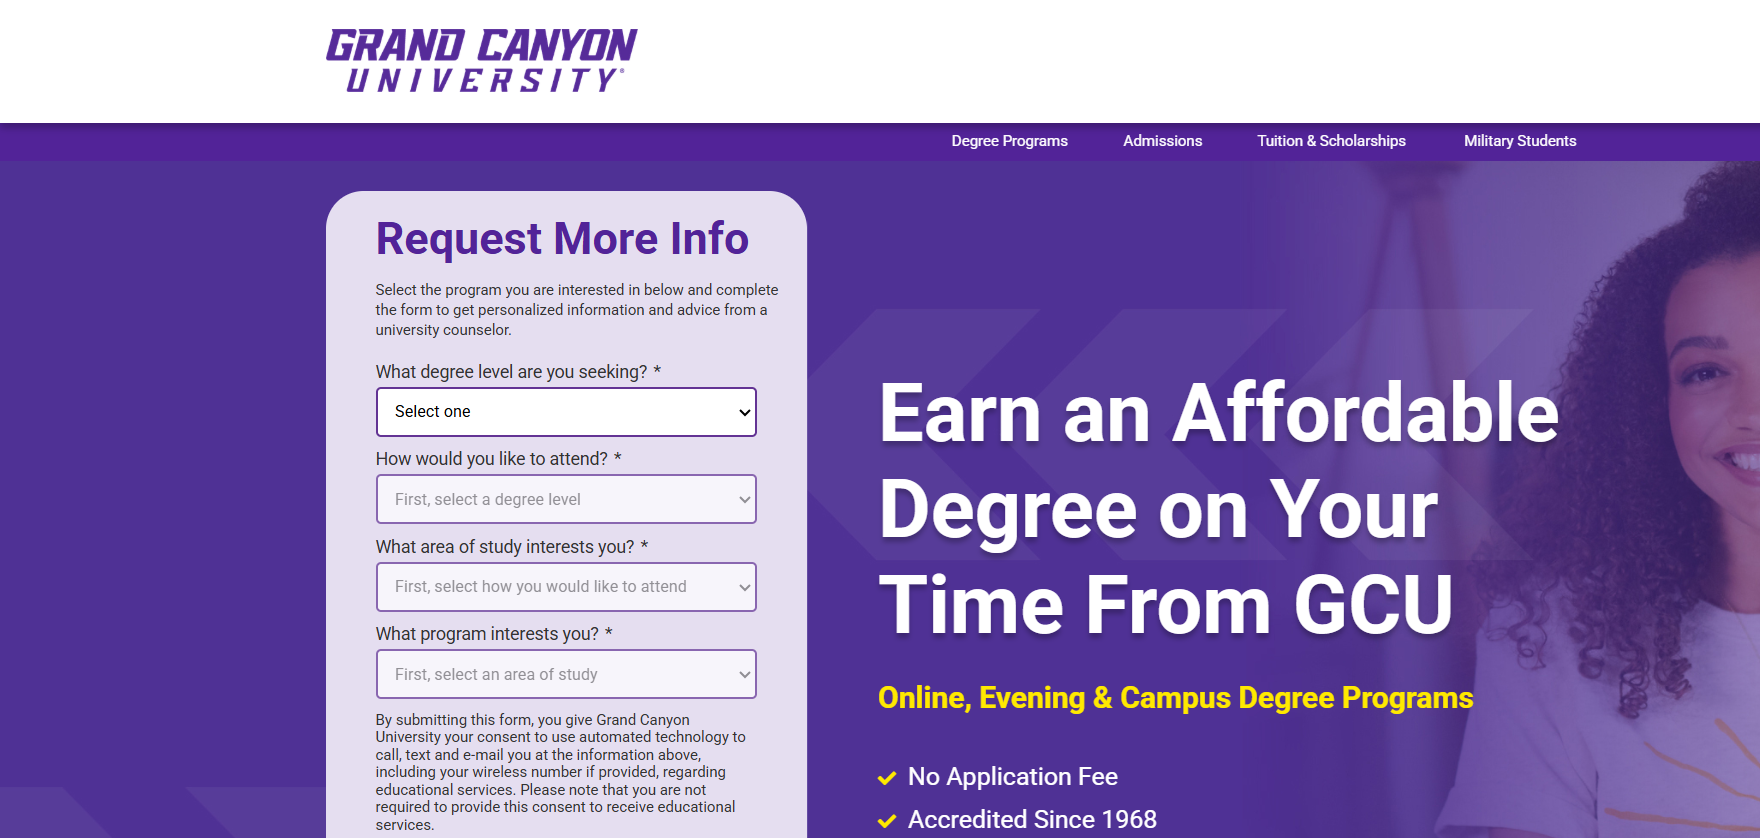 GRAND CANYON
UNIVERSITY®
Degree Programs
Admissions
Tuition & Scholarships
Military Students
Request More Info
Select the program you are interested in below and complete
the form to get personalized information and advice from a
university counselor.
What degree level are you seeking? *
Select one
How would you like to attend? *
First, select a degree level
What area of study interests you? *
First, select how you would like to attend
What program interests you? *
First, select an area of study
By submitting this form, you give Grand Canyon
University your consent to use automated technology to
call, text and e-mail you at the information above,
including your wireless number if provided, regarding
educational services. Please note that you are not
required to provide this consent to receive educational
services.
Earn an Affordable
Degree on Your
Time From GCU
Online, Evening & Campus Degree Programs
No Application Fee
Accredited Since 1968